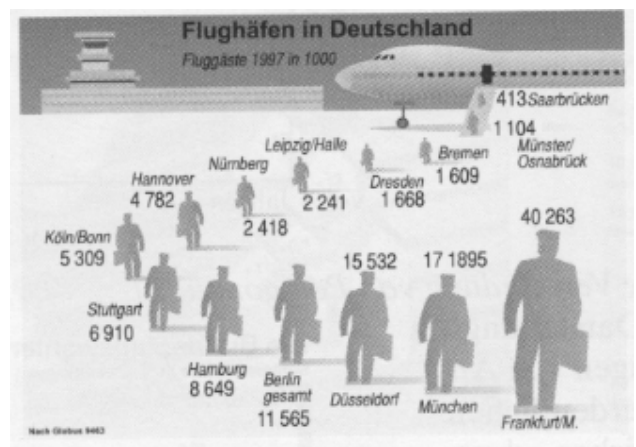 Flughäfen in Deutschland
Fluggäste 1997 in 1000
413 Saarbrücken
1 104
Münster/
Osnabrück
Bremen
1 609
Dresden
1 668
Leipzig/Halle
2 241
Nürnberg
2 418
Hannover
4 782
Köln/Bonn
5 309
Stuttgart
6 910
Hamburg
8 649
Berlin
gesamt
11 565
15 532
Düsseldorf
17 1895
München
40 263
Frankfurt/M.
Nach Globus 9463